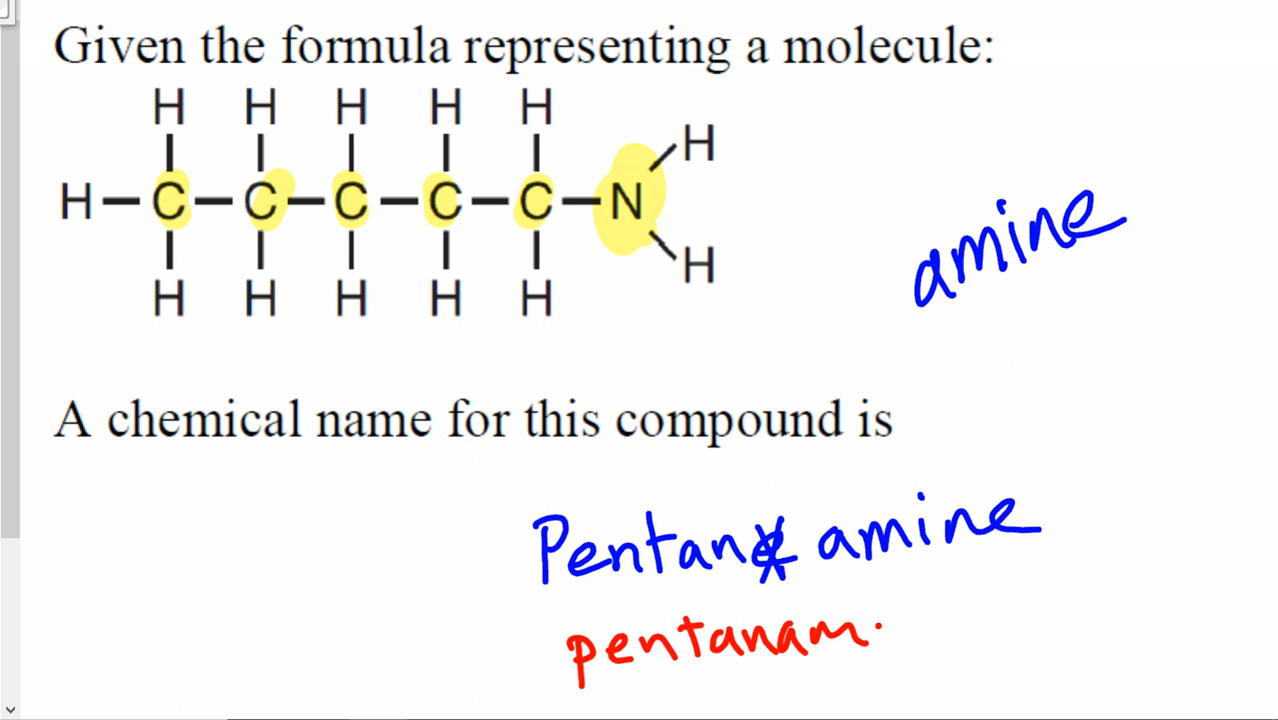 Given the formula representing a molecule:
H H H H H
H
H C C C C C N
H
H H H H H
amine
A chemical name for this compound is
Pentane amine
pentanam